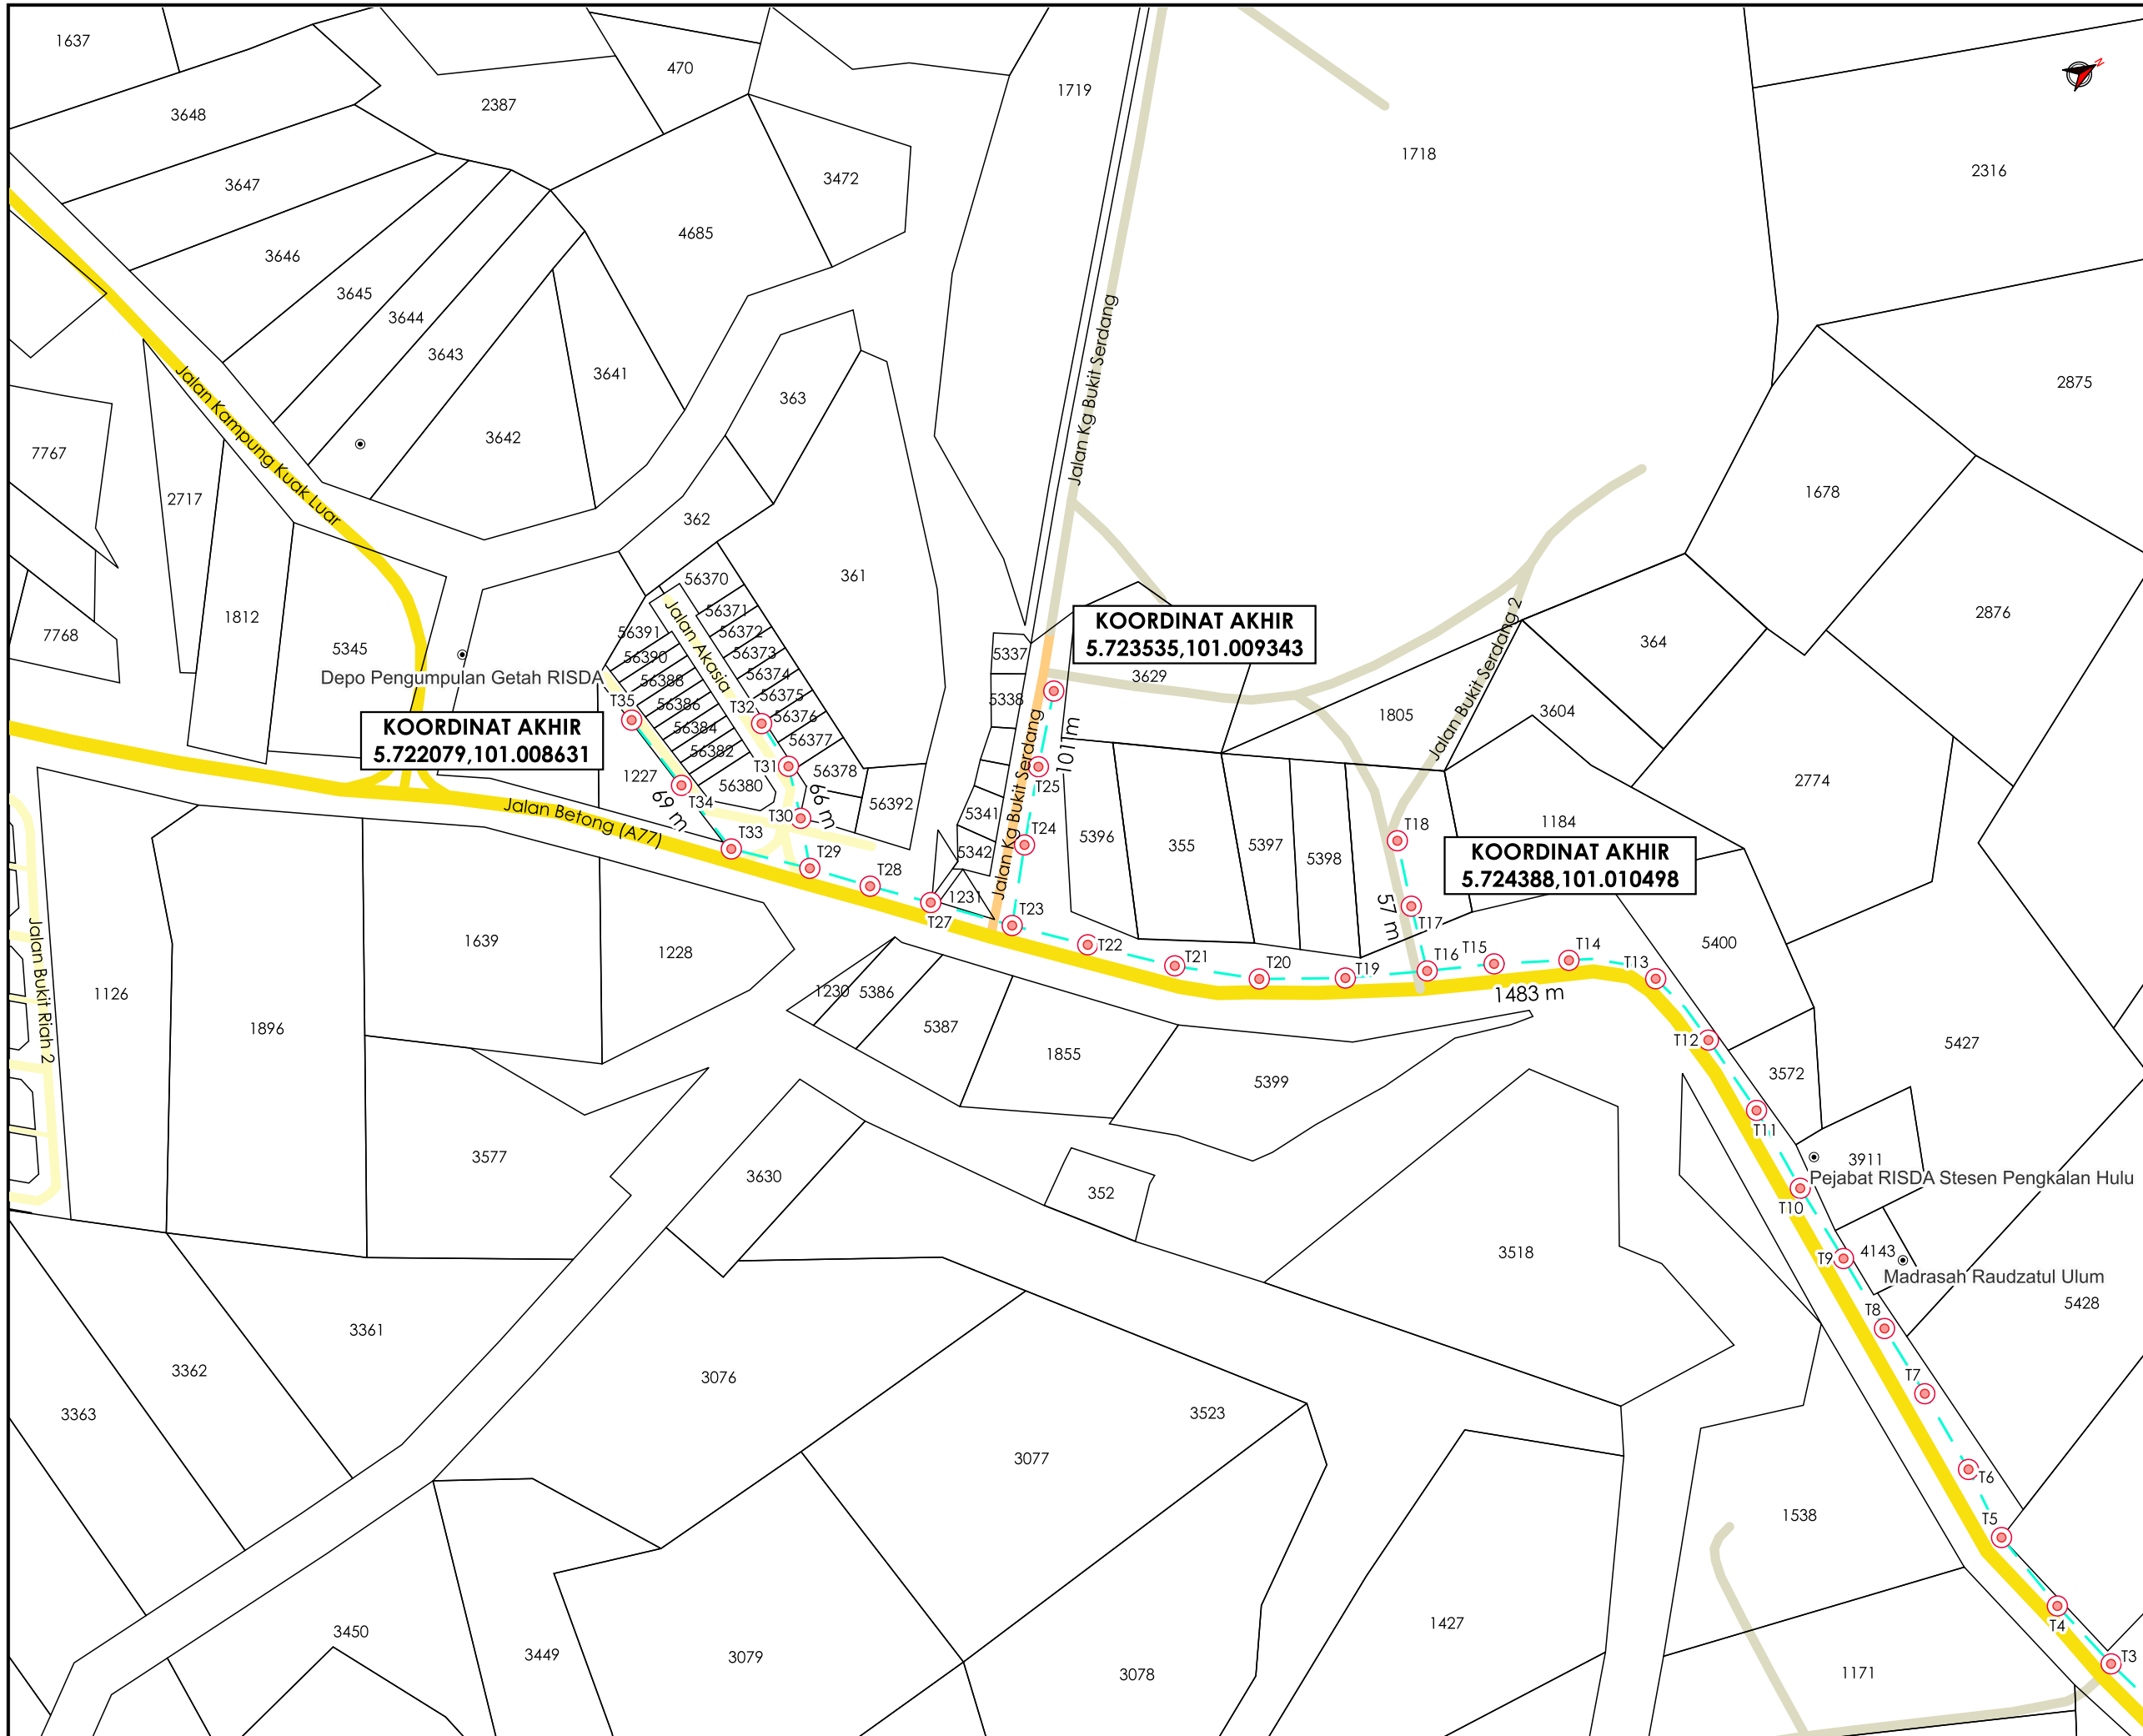 1637
470
1719
N
3648
2387
1718
2316
3647
3472
3646
4685
3645
3644
3643
3641
363
3642
2875
Jalan Kg Bukit Serdang
Jalan Kampung Kuak Luar
7767
2717
362
1678
361
56370
56371
56372
56373
56374
56375
56376
56377
56378
56392
Jalan Akasia
56391
56390
56388
56386
56384
56382
56380
1812
7768
5345
Depo Pengumpulan Getah RISDA
KOORDINAT AKHIR
5.722079,101.008631
KOORDINAT AKHIR
5.723535,101.009343
2876
364
5337
5338
3629
1805
3604
Jalan Bukit Serdang 2
T35
T32
T31
T30
T34
T33
T29
T28
T27
1227
69 m
66 m
101 m
T25
T24
T23
Jalan Kg Bukit Serdang
5341
5342
1231
5396
355
5397
5398
2774
1184
T18
KOORDINAT AKHIR
5.724388,101.010498
T17
57 m
Jalan Betong (A77)
T22
T21
T20
T19
T16
T15
T14
T13
1483 m
5400
Jalan Bukit Riah 2
1126
1639
1228
1896
1230
5386
5387
1855
5399
T12
3572
5427
T11
3911
Pejabat RISDA Stesen Pengkalan Hulu
T10
3577
3630
352
3518
T9
4143
Madrasah Raudzatul Ulum
5428
T8
3361
3362
3076
T7
3363
3523
3077
T6
1538
T5
3450
3449
3079
3078
1427
T4
T3
1171